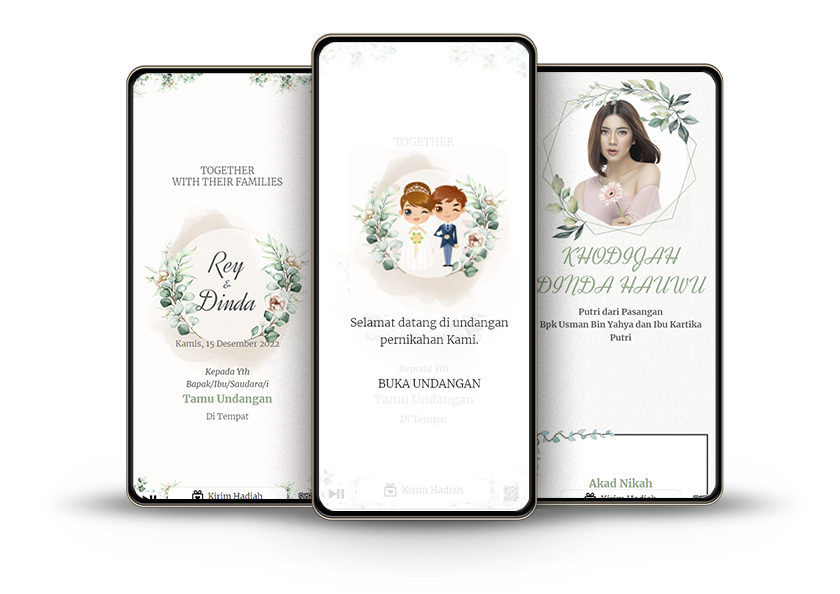 TOGETHER
WITH THEIR FAMILIES
Rey
&
Dinda
Kamis, 15 Desember 2022
Kepada Yth
Bapak/Ibu/Saudara/i
Tamu Undangan
Di Tempat
Kirim Hadiah
TOGETHER
Selamat datang di undangan
pernikahan Kami.
Kepada Yth
BUKA UNDANGAN
Tamu Undangan
Di Tempat
Kirim Hadiah
KHODIJAH
DINDA HAUWU
Putri dari Pasangan
Bpk Usman Bin Yahya dan Ibu Kartika
Putri
Akad Nikah
Kirim Hadiah